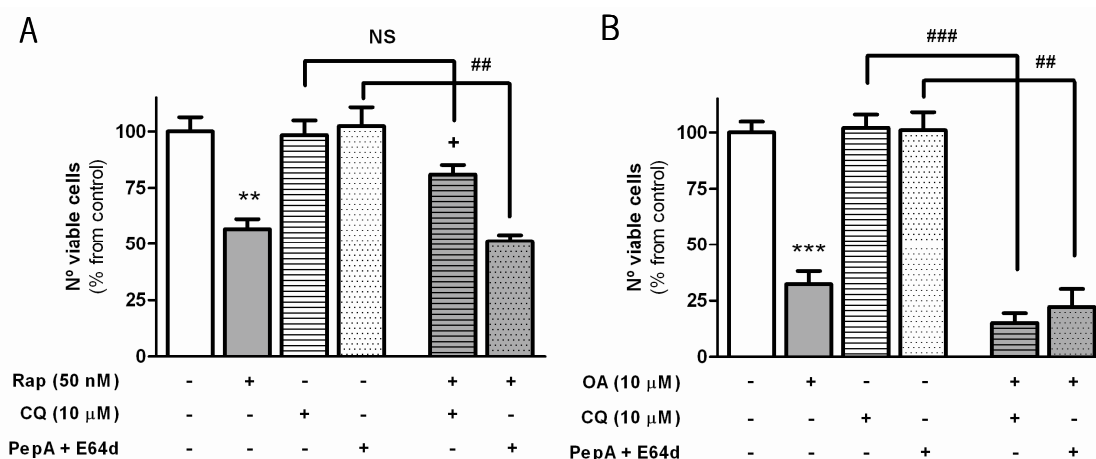 A
NS
##
+
**
100
75
50
25
0
Nº viable cells
(% from control)
Rap (50 nM) - + - - + +
CQ (10 µM) - - + - + -
PepA + E64d - - - + - +
B
###
##
***
100
75
50
25
0
Nº viable cells
(% from control)
OA (10 µM) - + - - + +
CQ (10 µM) - - + - + -
PepA + E64d - - - + - +